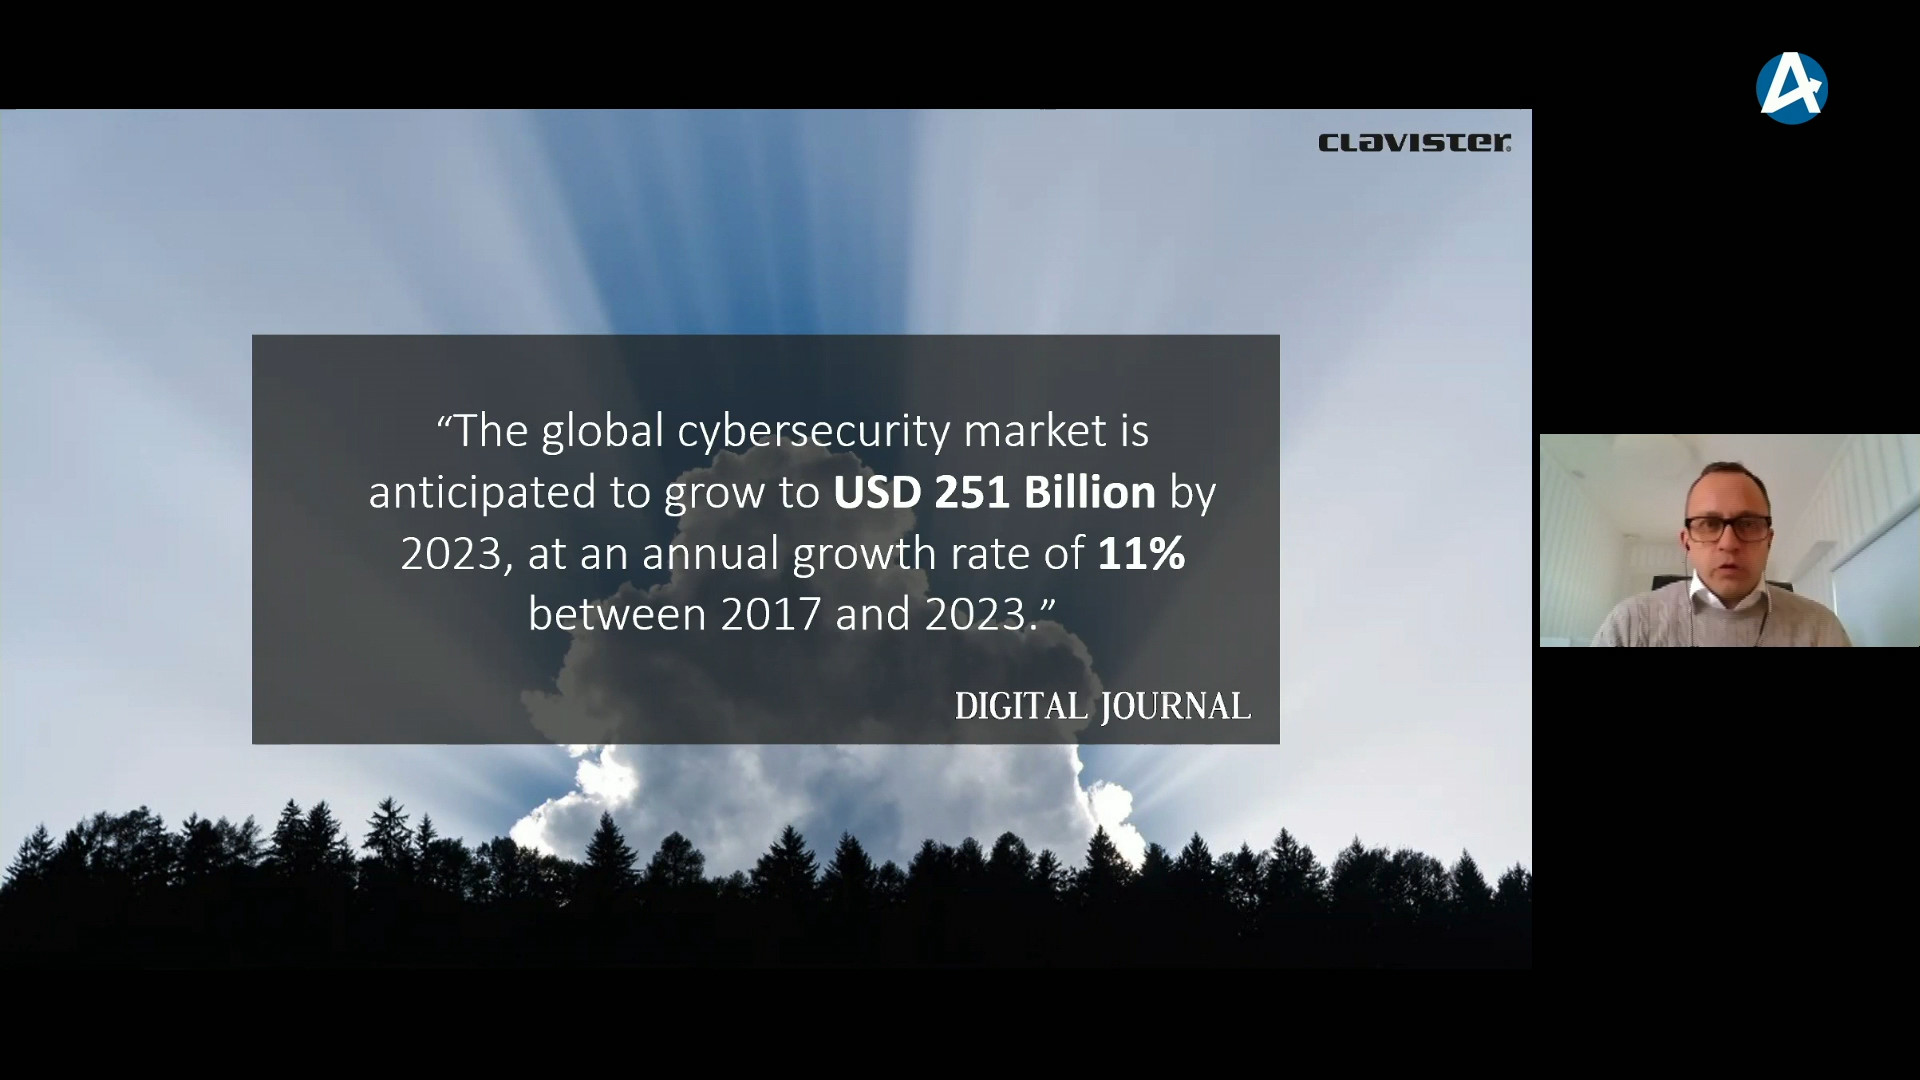 CLAVISTER
“The global cybersecurity market is
anticipated to grow to USD 251 Billion by
2023, at an annual growth rate of 11%
between 2017 and 2023.”
DIGITAL JOURNAL